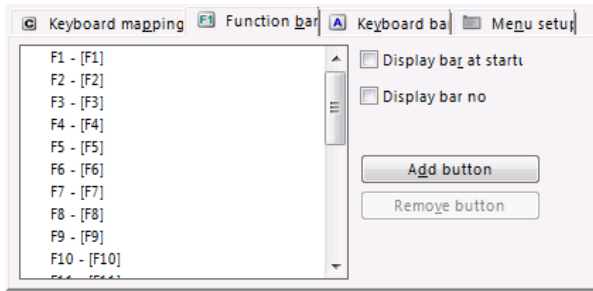 Keyboard mapping Function bar Keyboard ba Menu setup
F1 - [F1]
F2 - [F2]
F3 - [F3]
F4 - [F4]
F5 - [F5]
F6 - [F6]
F7 - [F7]
F8 - [F8]
F9 - [F9]
F10 - [F10]
F11 - [F11]
Display bar at startu
Display bar no
Add button
Remove button